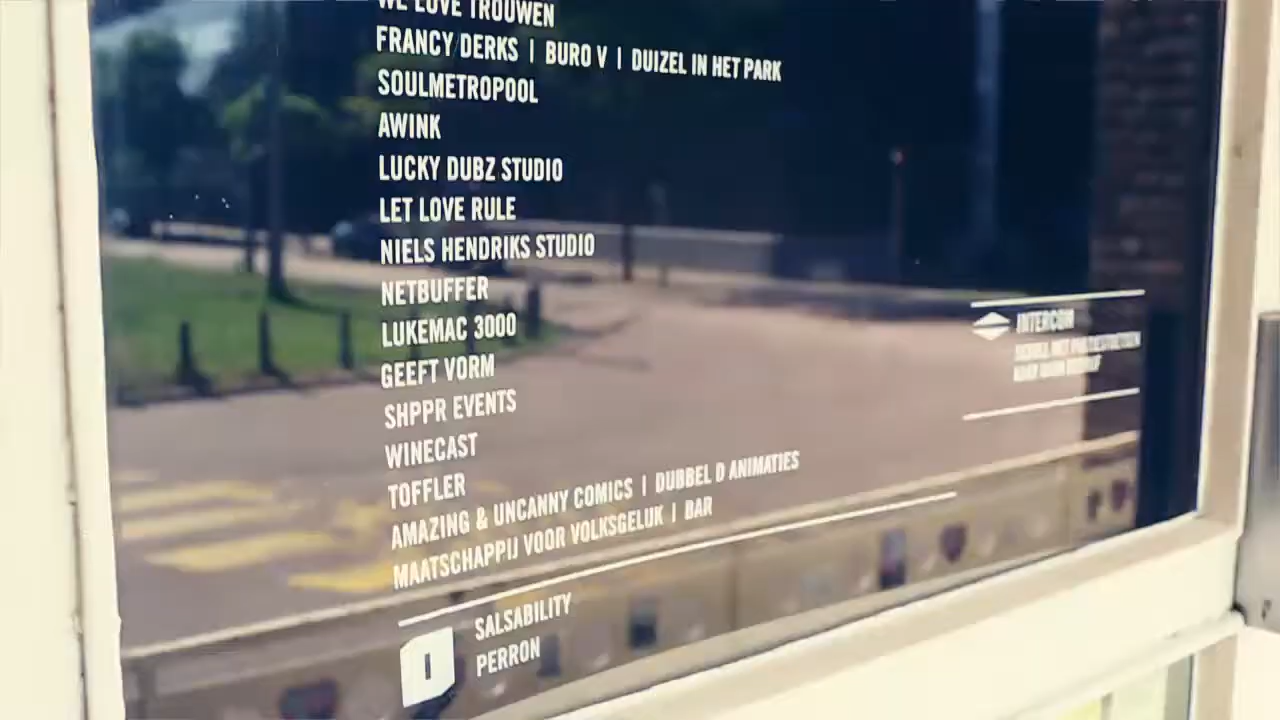 WE LOVE TROUWEN
FRANCY DERKS | BURO V | DUIZEL IN HET PARK
SOULMETROPOOL
AWINK
LUCKY DUBZ STUDIO
LET LOVE RULE
NIELS HENDRIKS STUDIO
NETBUFFER
LUKEMAC 3000
GEEFT VORM
SHPPR EVENTS
WINECAST
TOFFLER
AMAZING & UNCANNY COMICS | DUBBEL D ANIMATIES
MAATSCHAPPIJ VOOR VOLKSGELUK | BAR
SALSABILITY
PERRON
INTERCOM